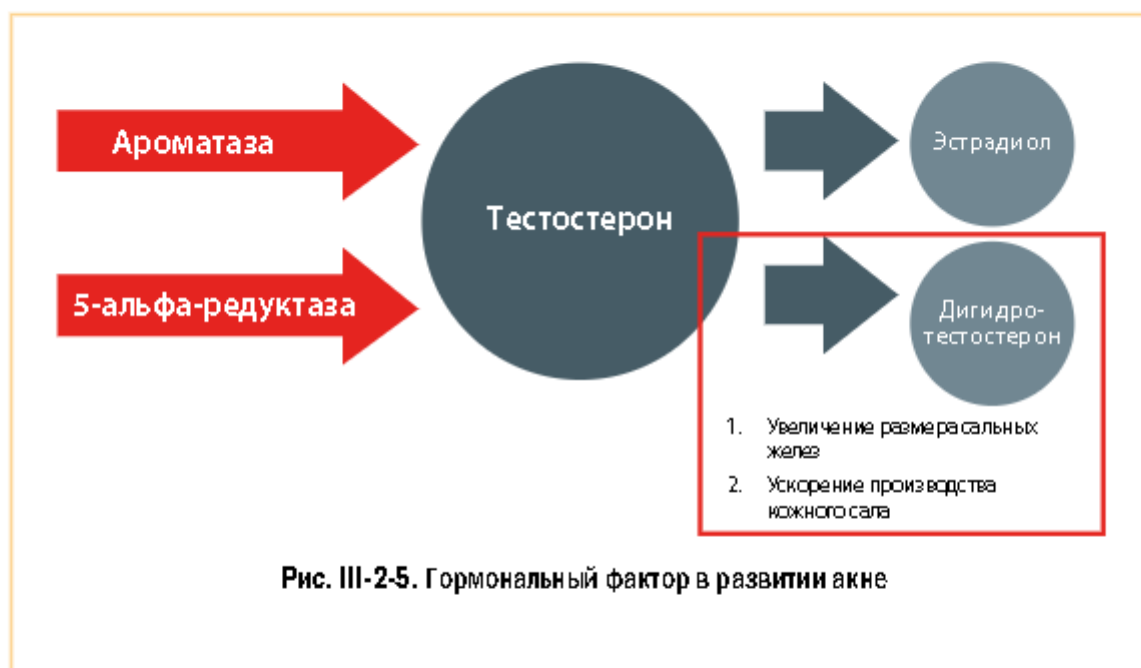 Ароматаза
5-альфа-редуктаза
Тестостерон
Эстрадиол
Дигидро-
тестостерон
1. Увеличение размера сальных
желез
2. Ускорение производства
кожного сала
Рис. III-2-5. Гормональный фактор в развитии акне